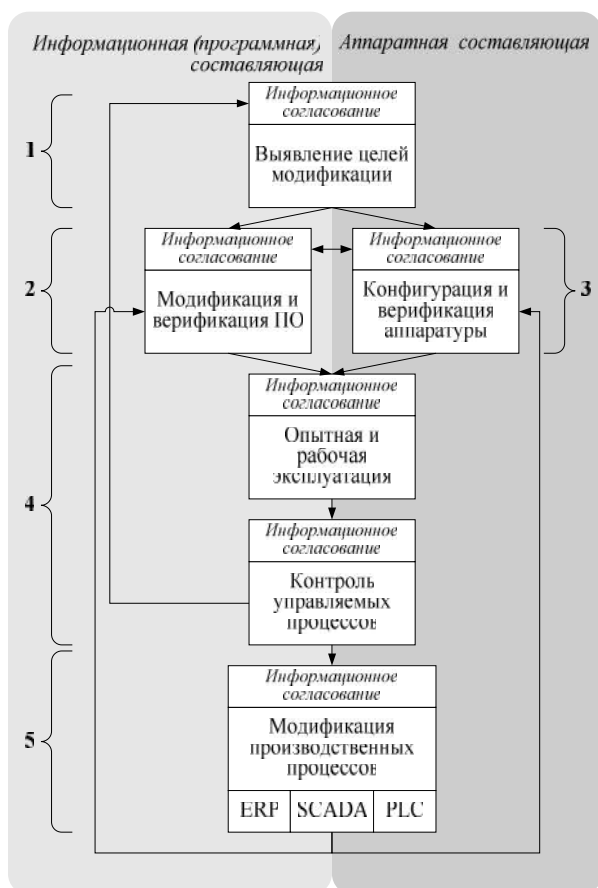 Информационная (программная)
составляющая
Аппаратная составляющая
Информационное
согласование
1
Выявление целей
модификации
Информационное
согласование
Информационное
согласование
2
Модификация и
верификация ПО
Конфигурация и
верификация
аппаратуры
3
Информационное
согласование
Опытная и
рабочая
эксплуатация
4
Информационное
согласование
Контроль
управляемых
процессов
Информационное
согласование
5
Модификация
производственных
процессов
ERP SCADA PLC